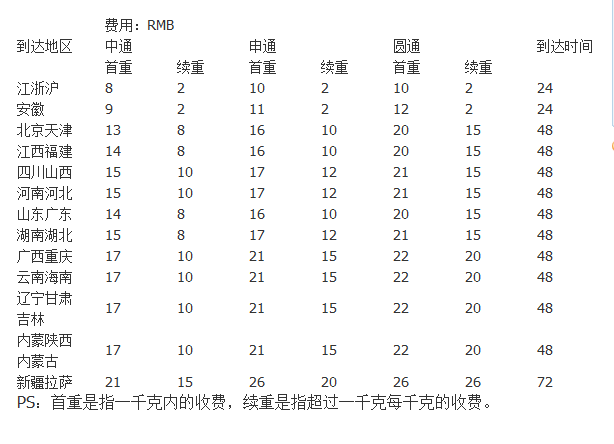 费用：RMB
到达地区 中通 申通 圆通 到达时间
首重 续重 首重 续重 首重 续重
江浙沪 8 2 10 2 10 2 24
安徽 9 2 11 2 12 2 24
北京天津 13 8 16 10 20 15 48
江西福建 14 8 16 10 20 15 48
四川山西 15 10 17 12 21 15 48
河南河北 15 10 17 12 21 15 48
山东广东 14 8 16 10 20 15 48
湖南湖北 15 8 17 12 21 15 48
广西重庆 17 10 21 15 22 20 48
云南海南 17 10 21 15 22 20 48
辽宁甘肃
吉林 17 10 21 15 22 20 48
内蒙陕西
内蒙古 17 10 21 15 22 20 48
新疆拉萨 21 15 26 20 26 26 72
PS：首重是指一千克内的收费，续重是指超过一千克每千克的收费。